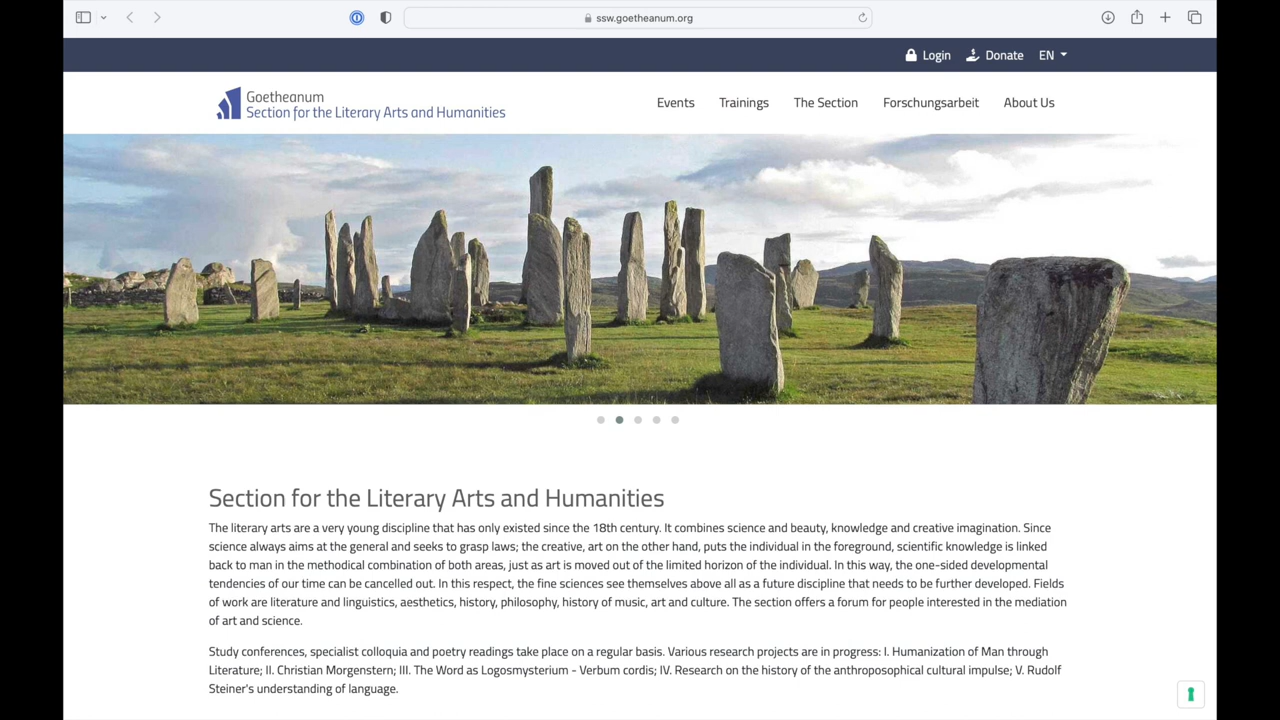 ssw.goetheanum.org
Login Donate EN
Goetheanum
Section for the Literary Arts and Humanities
Events Trainings The Section Forschungsarbeit About Us
Section for the Literary Arts and Humanities
The literary arts are a very young discipline that has only existed since the 18th century. It combines science and beauty, knowledge and creative imagination. Since
science always aims at the general and seeks to grasp laws; the creative, art on the other hand, puts the individual in the foreground, scientific knowledge is linked
back to man in the methodical combination of both areas, just as art is moved out of the limited horizon of the individual. In this way, the one-sided developmental
tendencies of our time can be cancelled out. In this respect, the fine sciences see themselves above all as a future discipline that needs to be further developed. Fields
of work are literature and linguistics, aesthetics, history, philosophy, history of music, art and culture. The section offers a forum for people interested in the mediation
of art and science.
Study conferences, specialist colloquia and poetry readings take place on a regular basis. Various research projects are in progress: I. Humanization of Man through
Literature; II. Christian Morgenstern; III. The Word as Logosmysterium - Verbum cordis; IV. Research on the history of the anthroposophical cultural impulse; V. Rudolf
Steiner's understanding of language.